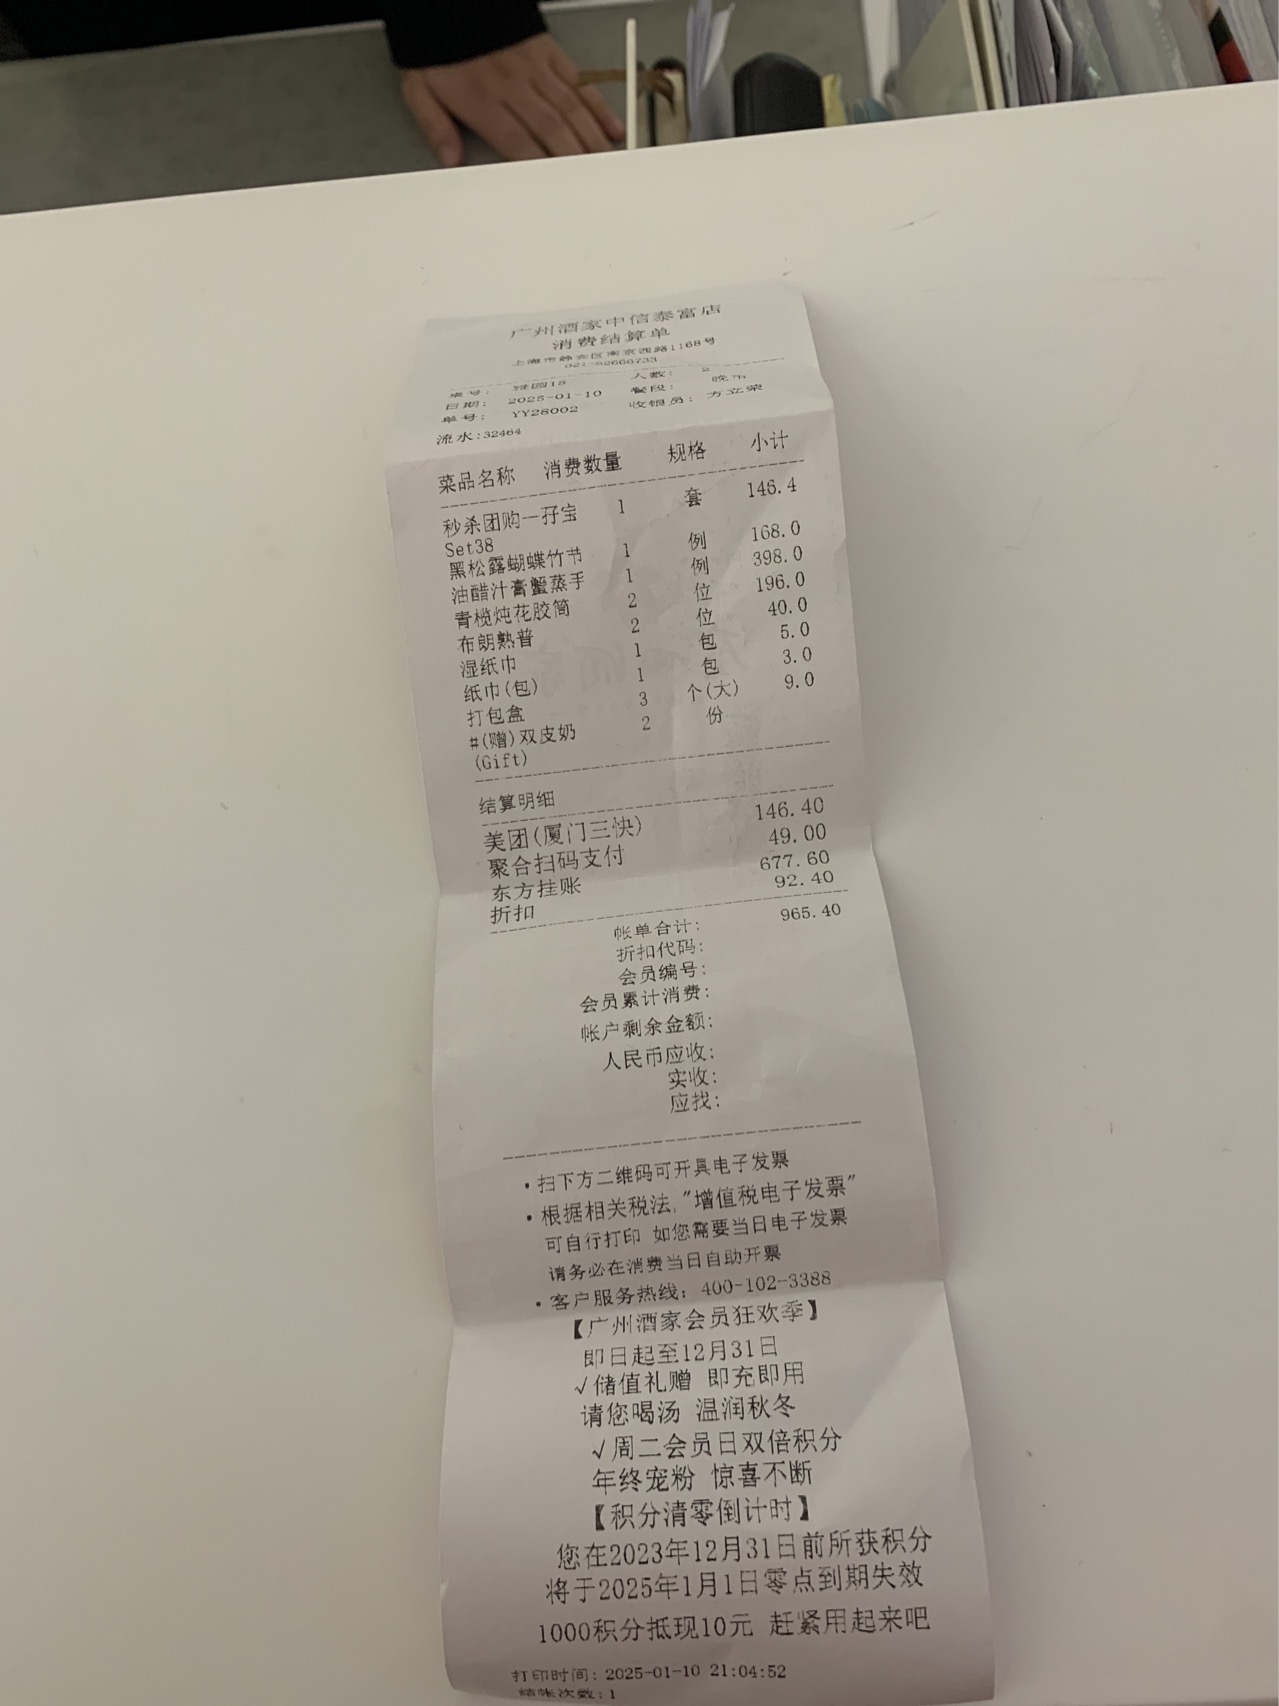 广州酒家中信泰富店
消费结算单
上海市静安区南京西路1168号
021-62666733
桌号: 雅园18 人数: 2
日期: 2025-01-10 餐段: 晚市
单号: YY28002 收银员: 方立荣
流水:32464
菜品名称 消费数量 规格 小计
秒杀团购一孖宝 1 套 146.4
Set38
黑松露蝴蝶竹节 1 例 168.0
油醋汁膏蟹蒸手 1 例 398.0
青榄炖花胶筒 2 位 196.0
布朗熟普 2 位 40.0
湿纸巾 1 包 5.0
纸巾(包) 1 包 3.0
打包盒 3 个(大) 9.0
#(赠)双皮奶 2 份
(Gift)
结算明细
美团(厦门三快) 146.40
聚合扫码支付 49.00
东方挂账 677.60
折扣 92.40
帐单合计: 965.40
折扣代码:
会员编号:
会员累计消费:
帐户剩余金额:
人民币应收:
实收:
应找:
·扫下方二维码可开具电子发票
·根据相关税法,"增值税电子发票"
可自行打印 如您需要当日电子发票
请务必在消费当日自助开票
·客户服务热线: 400-102-3388
【广州酒家会员狂欢季】
即日起至12月31日
√储值礼赠 即充即用
请您喝汤 温润秋冬
√周二会员日双倍积分
年终宠粉 惊喜不断
【积分清零倒计时】
您在2023年12月31日前所获积分
将于2025年1月1日零点到期失效
1000积分抵现10元 赶紧用起来吧
打印时间: 2025-01-10 21:04:52
结帐次数: 1